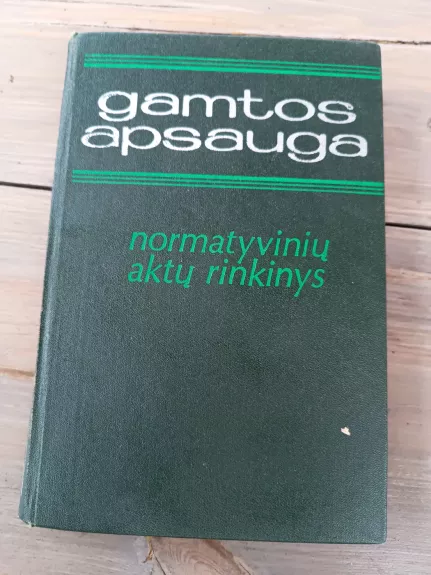 gamtos
apsauga
normatyvinių
aktų rinkinys